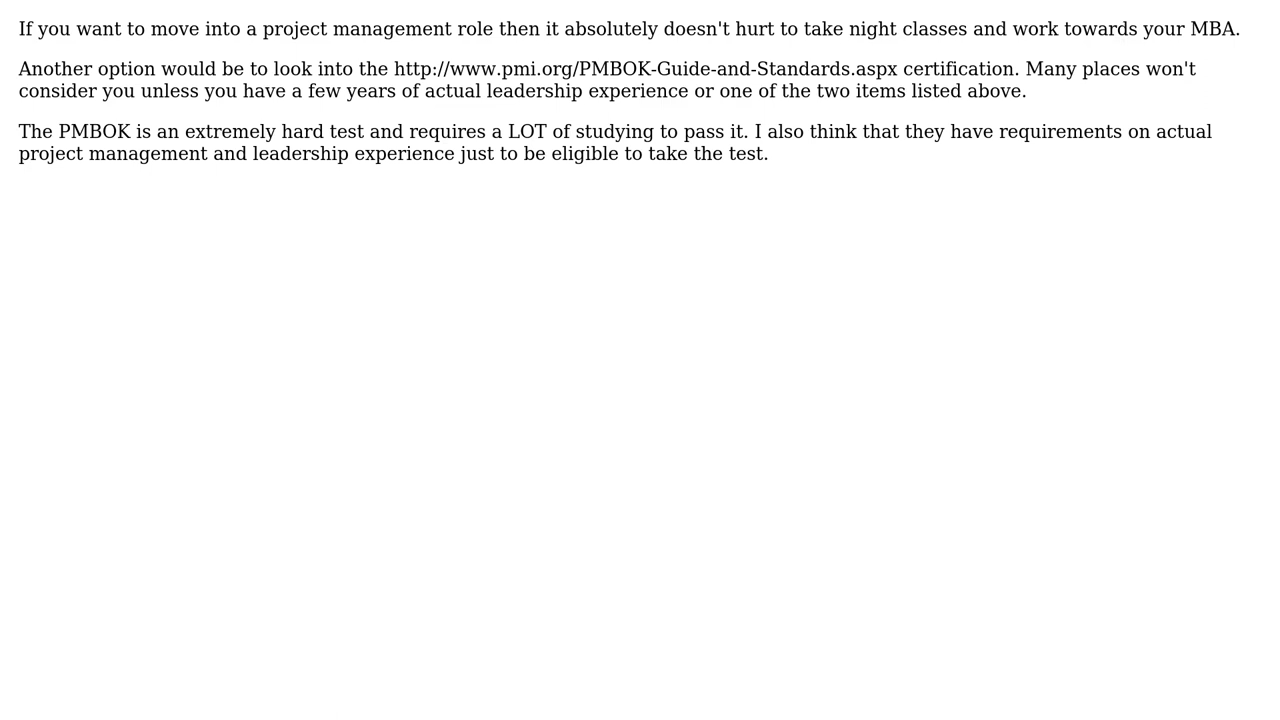 If you want to move into a project management role then it absolutely doesn't hurt to take night classes and work towards your MBA.
Another option would be to look into the http://www.pmi.org/PMBOK-Guide-and-Standards.aspx certification. Many places won't
consider you unless you have a few years of actual leadership experience or one of the two items listed above.
The PMBOK is an extremely hard test and requires a LOT of studying to pass it. I also think that they have requirements on actual
project management and leadership experience just to be eligible to take the test.